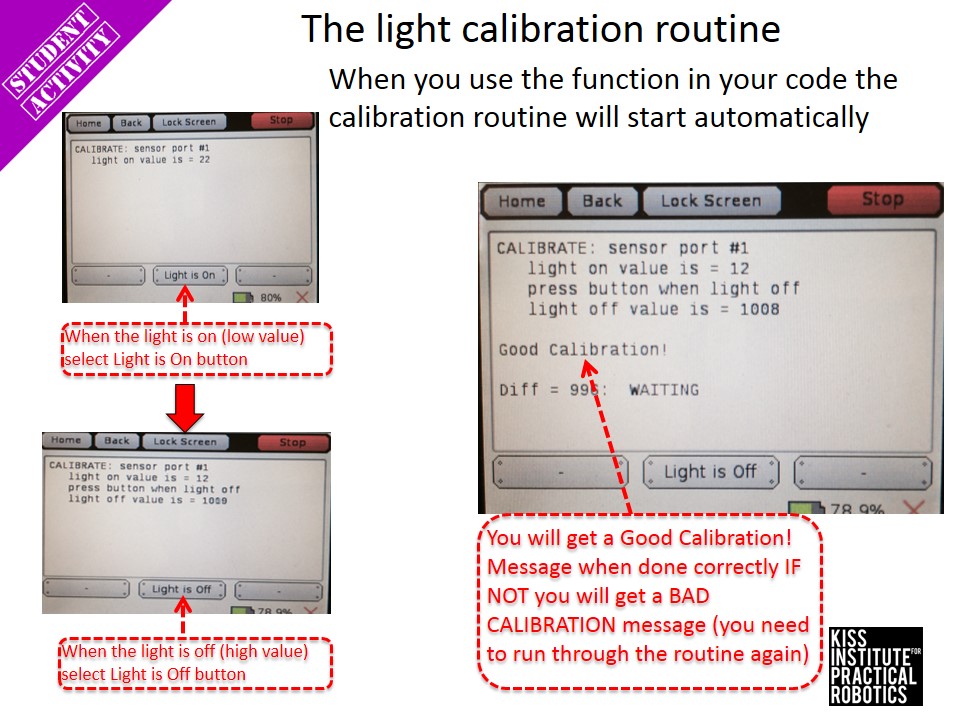 STUDENT
ACTIVITY
The light calibration routine
When you use the function in your code the
calibration routine will start automatically
Home Back Lock Screen Stop
CALIBRATE: sensor port #1
light on value is = 22
- Light is On -
80%
When the light is on (low value)
select Light is On button
Home Back Lock Screen Stop
CALIBRATE: sensor port #1
light on value is = 12
press button when light off
light off value is = 1009
- Light is Off -
78.9%
When the light is off (high value)
select Light is Off button
Home Back Lock Screen Stop
CALIBRATE: sensor port #1
light on value is = 12
press button when light off
light off value is = 1008
Good Calibration!
Diff = 996: WAITING
- Light is Off -
78.9%
You will get a Good Calibration!
Message when done correctly IF
NOT you will get a BAD
CALIBRATION message (you need
to run through the routine again)
KISS
INSTITUTE FOR
PRACTICAL
ROBOTICS